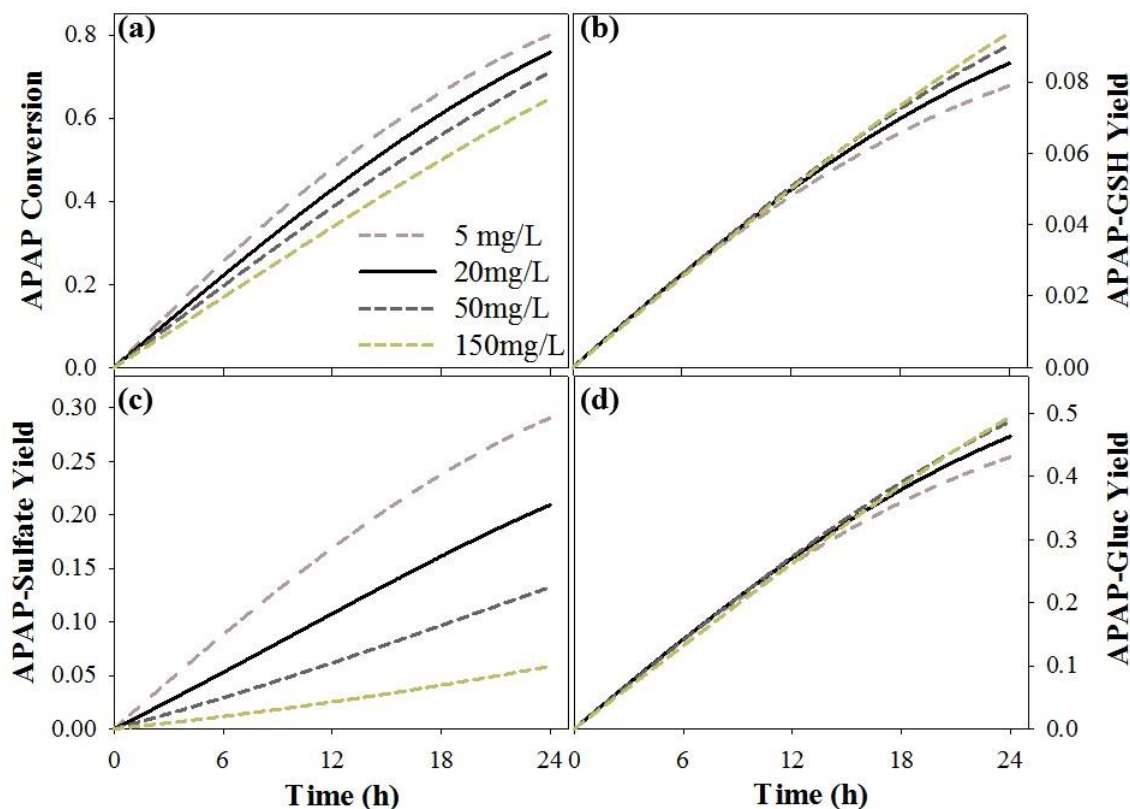 (a)
0.8
0.6
0.4
0.2
0.0
APAP Conversion
5 mg/L
20mg/L
50mg/L
150mg/L
(b)
0.08
0.06
0.04
0.02
0.00
APAP-GSH Yield
(c)
0.30
0.25
0.20
0.15
0.10
0.05
0.00
APAP-Sulfate Yield
0
6
12
18
24
Time (h)
(d)
0.5
0.4
0.3
0.2
0.1
0.0
APAP-Gluc Yield
0
6
12
18
24
Time (h)